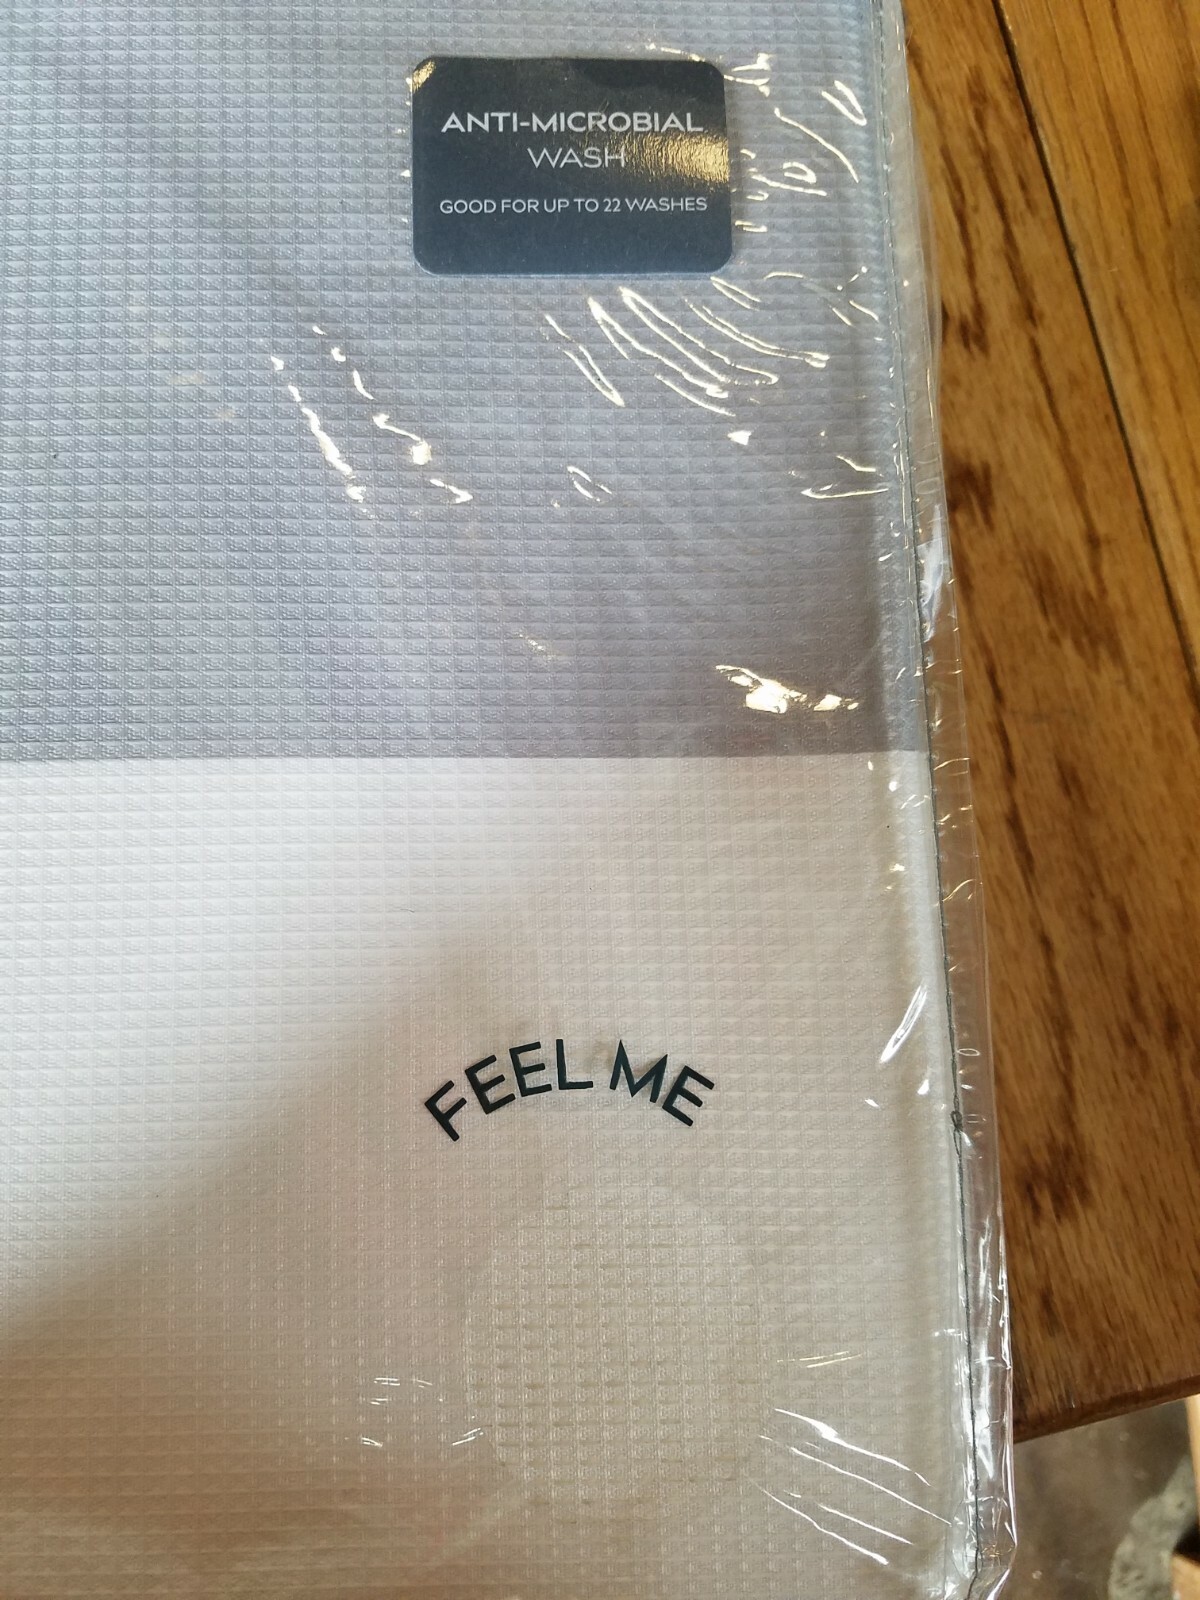 ANTI-MICROBIAL
WASH
GOOD FOR UP TO 22 WASHES
FEEL ME